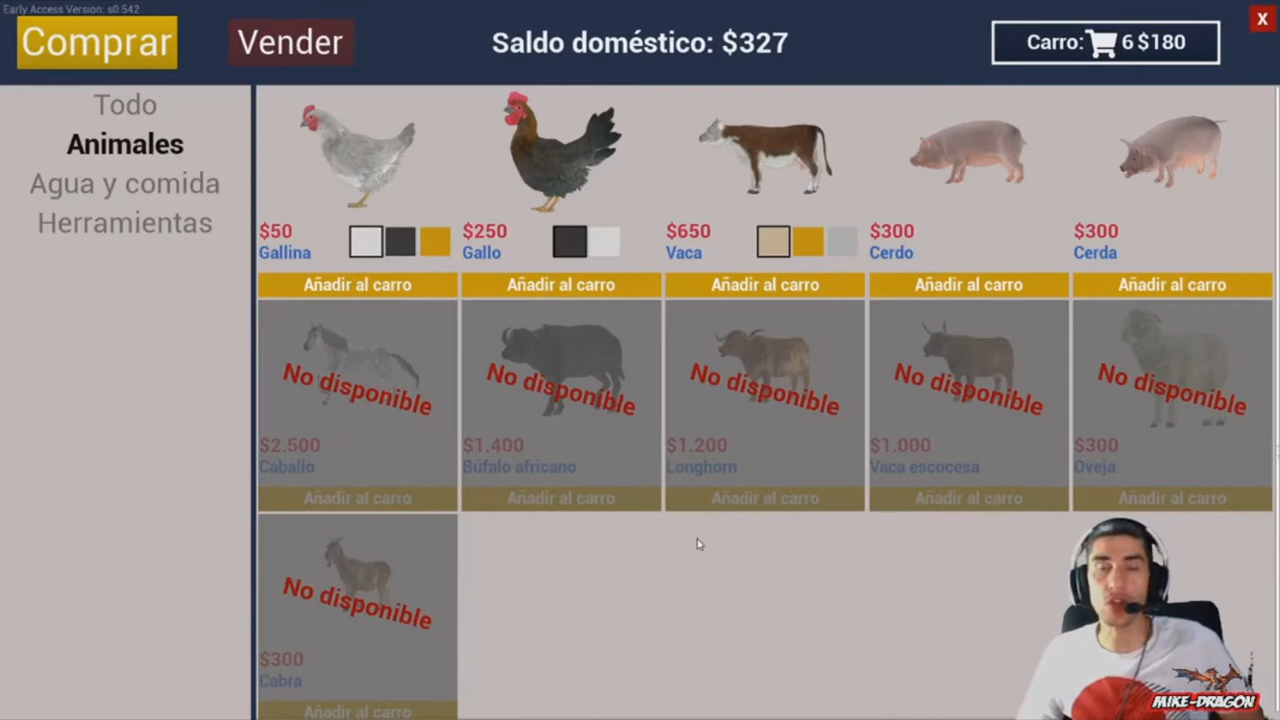 Early Access Version: s0.542
Comprar
Vender
Saldo doméstico: $327
Carro: 6 $180
X
Todo
Animales
Agua y comida
Herramientas
$50
Gallina
$250
Gallo
$650
Vaca
$300
Cerdo
$300
Cerda
Añadir al carro
Añadir al carro
Añadir al carro
Añadir al carro
Añadir al carro
No disponible
No disponible
No disponible
No disponible
No disponible
$2.500
Caballo
$1.400
Búfalo africano
$1.200
Longhorn
$1.000
Vaca escocesa
$300
Oveja
Añadir al carro
Añadir al carro
Añadir al carro
Añadir al carro
Añadir al carro
No disponible
$300
Cabra
Añadir al carro
MIKE-DRAGON